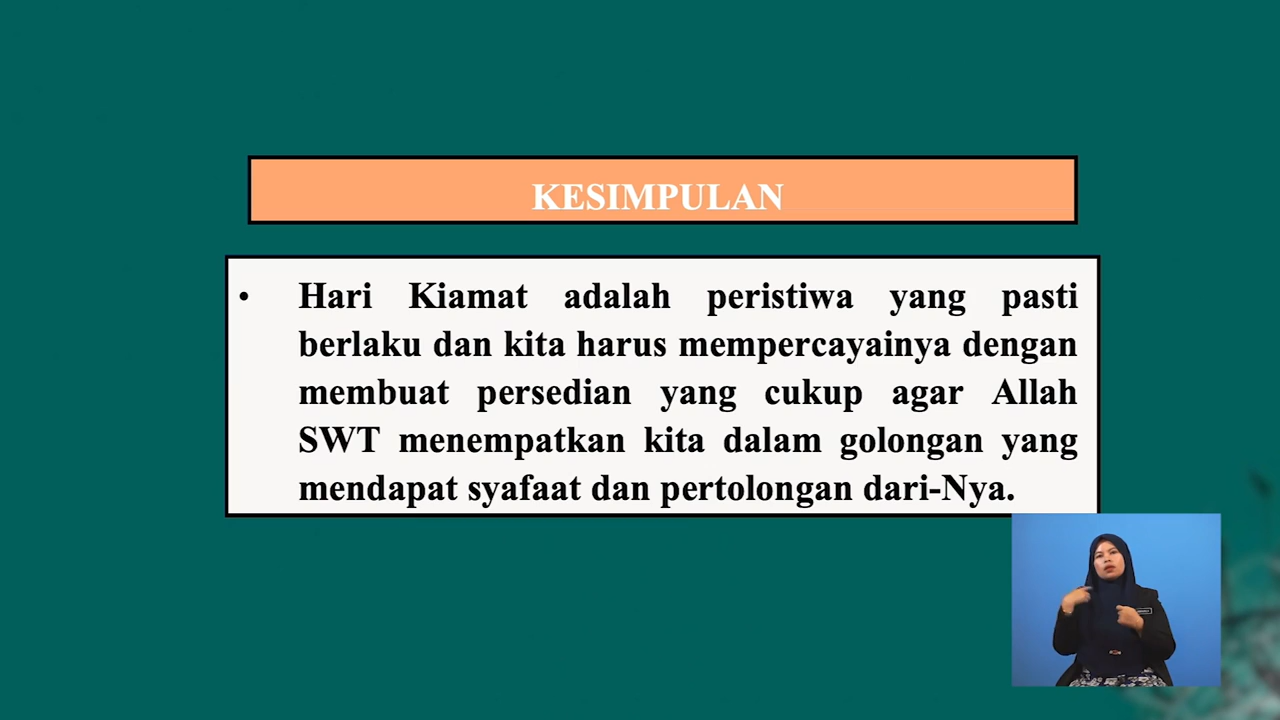 KESIMPULAN
• Hari Kiamat adalah peristiwa yang pasti
berlaku dan kita harus mempercayainya dengan
membuat persedian yang cukup agar Allah
SWT menempatkan kita dalam golongan yang
mendapat syafaat dan pertolongan dari-Nya.